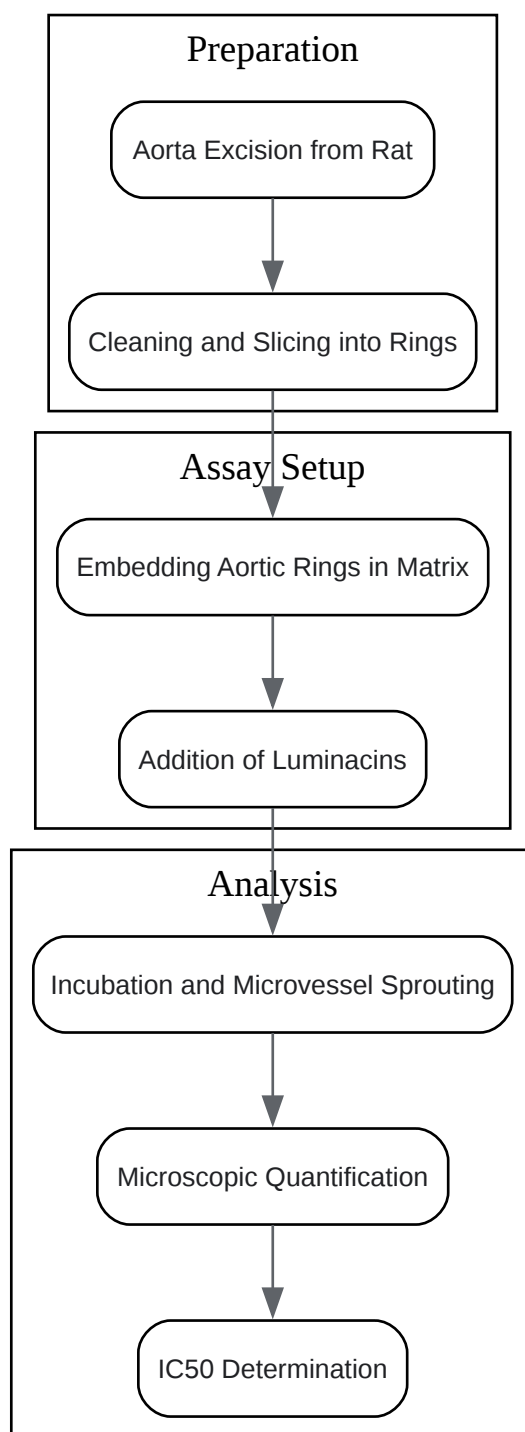 Preparation
Aorta Excision from Rat
Cleaning and Slicing into Rings
Assay Setup
Embedding Aortic Rings in Matrix
Addition of Luminacins
Analysis
Incubation and Microvessel Sprouting
Microscopic Quantification
IC50 Determination